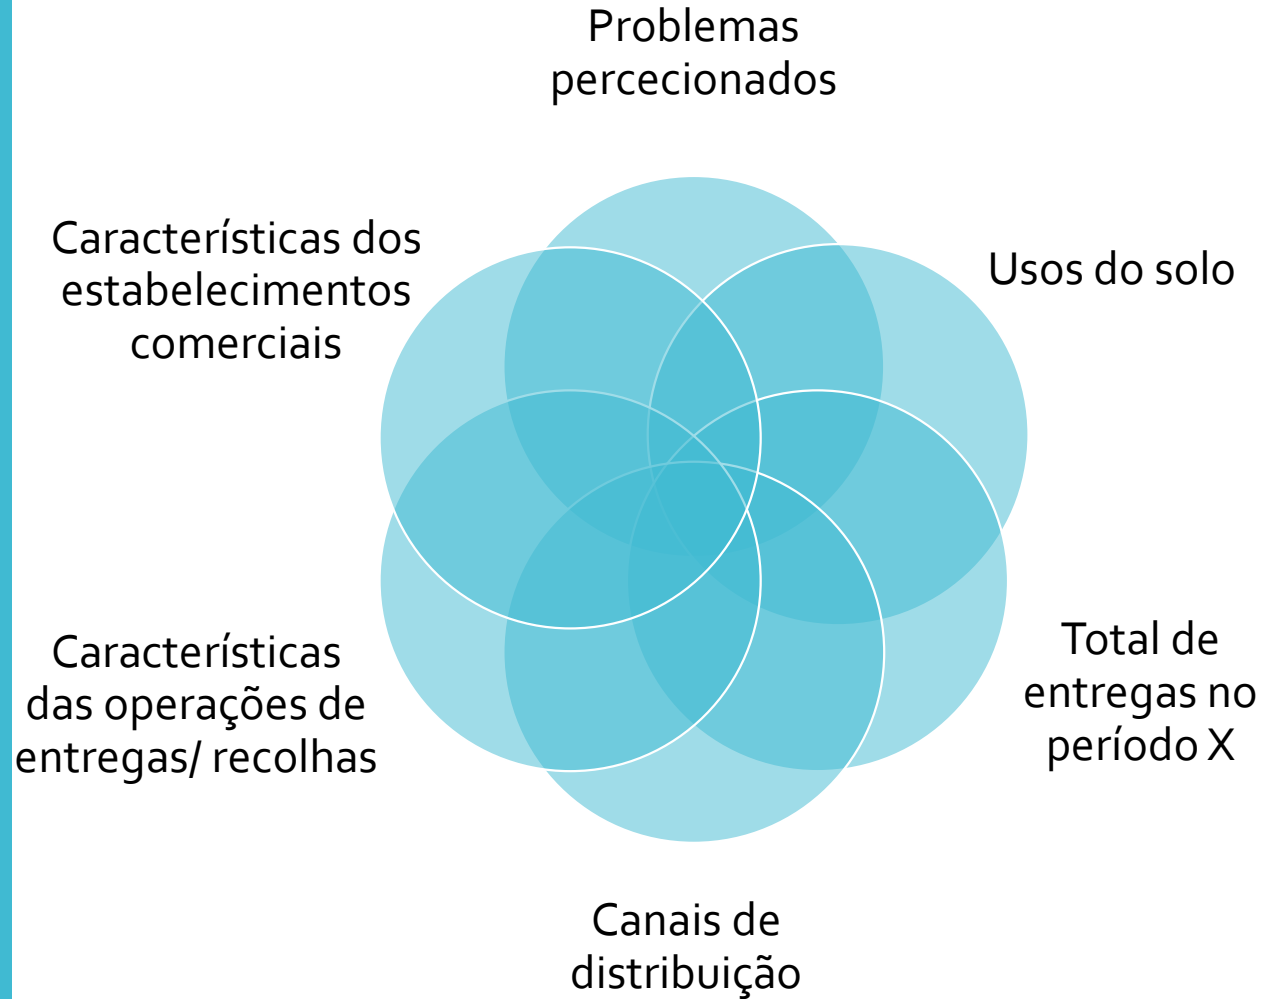 Problemas
percecionados
Usos do solo
Total de
entregas no
período X
Canais de
distribuição
Características
das operações de
entregas/ recolhas
Características dos
estabelecimentos
comerciais